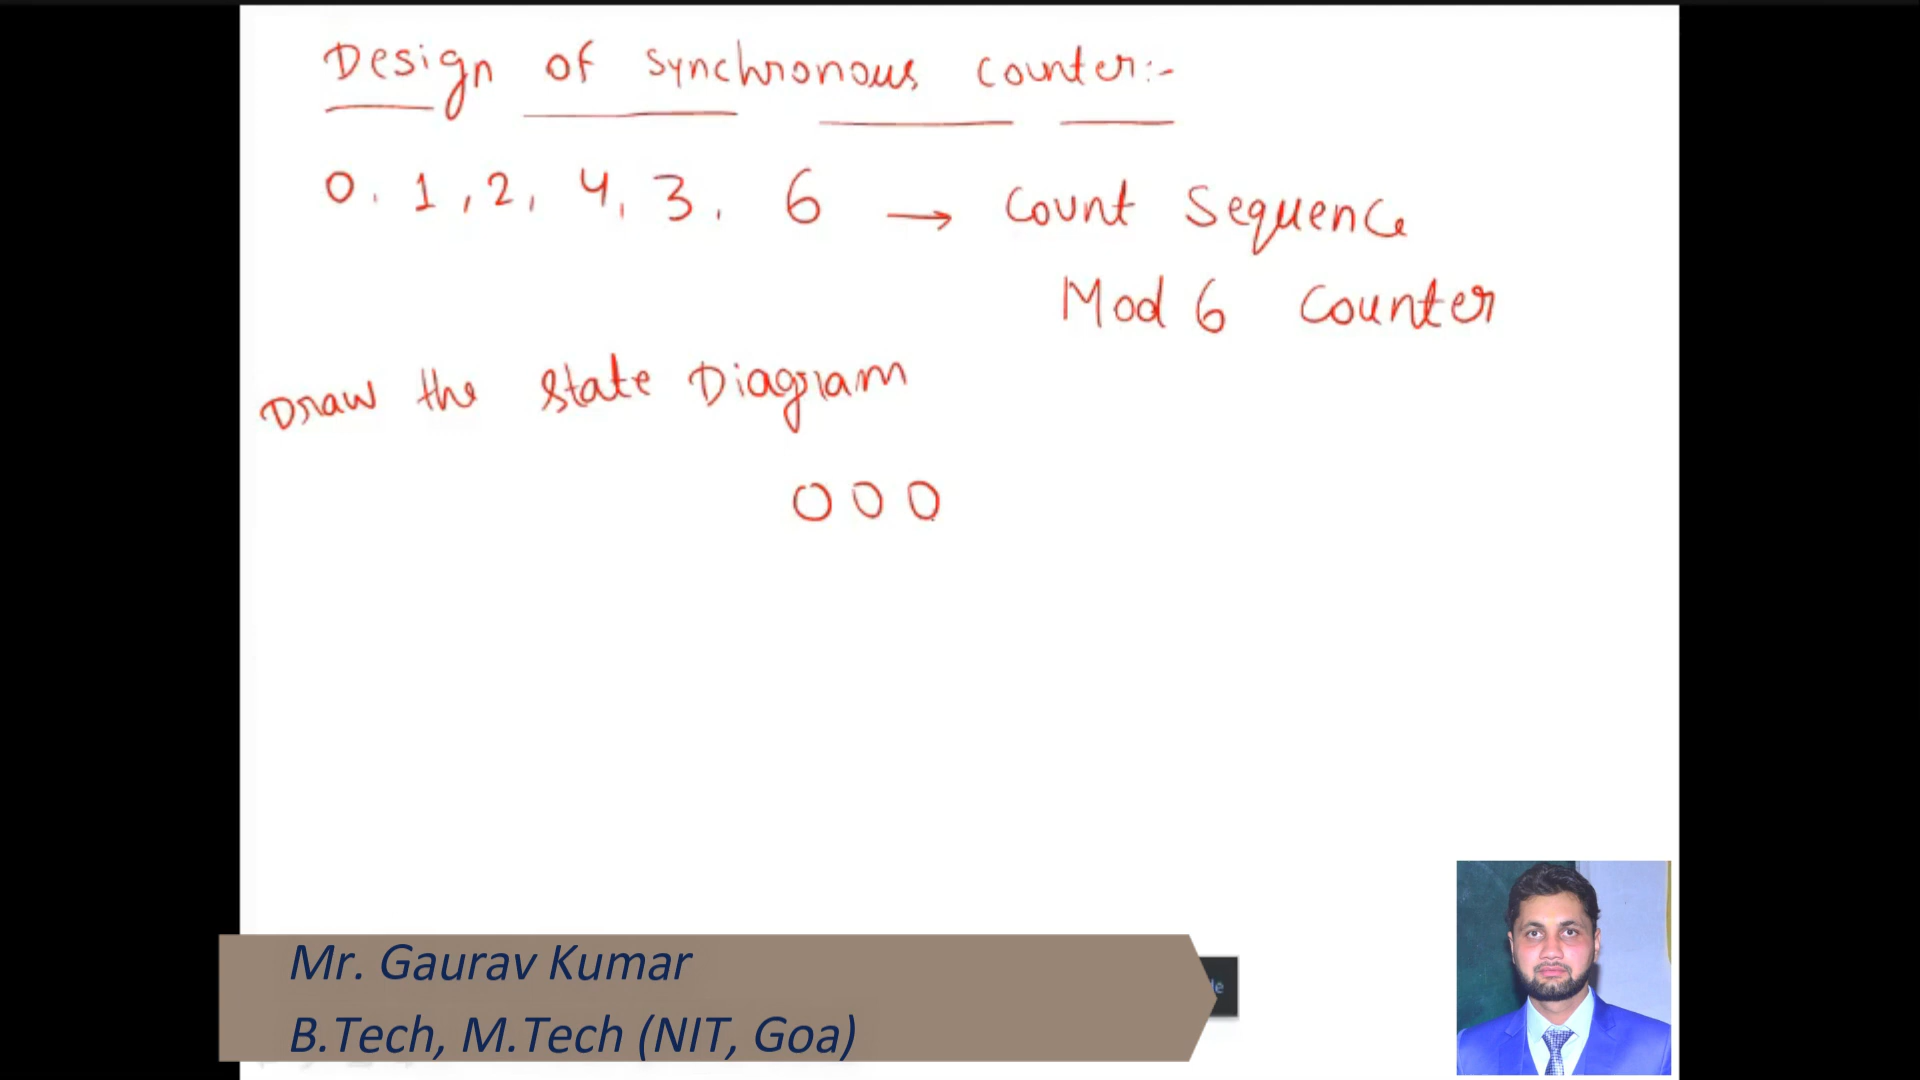 Design of synchronous counter:-
0, 1, 2, 4, 3, 6 → Count Sequence
Mod 6 Counter
Draw the State Diagram
000
Mr. Gaurav Kumar
B.Tech, M.Tech (NIT, Goa)